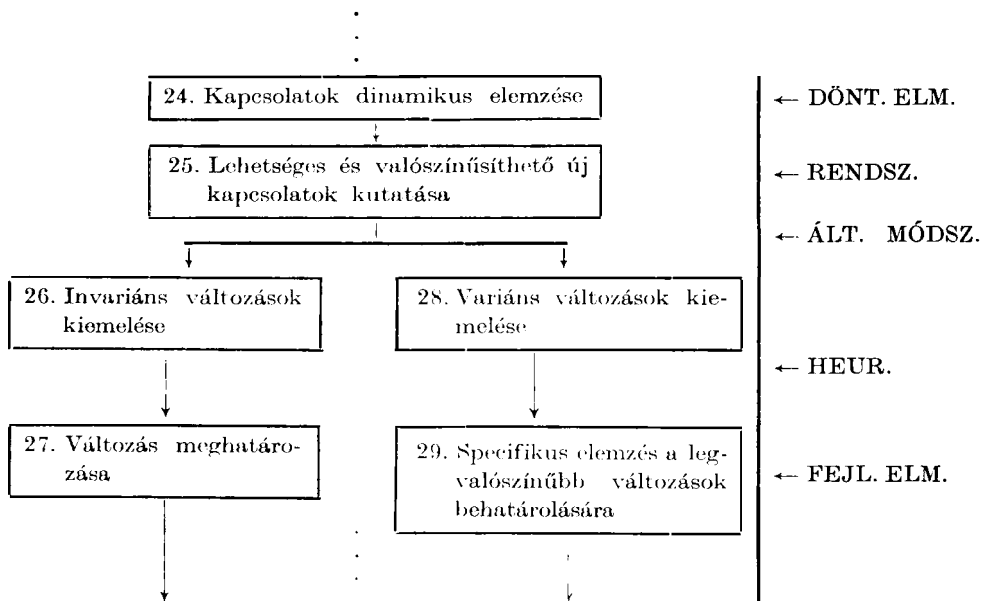 24. Kapcsolatok dinamikus elemzése
← DÖNT. ELM.
25. Lehetséges és valószínűsíthető új
kapcsolatok kutatása
← RENDSZ.
← ÁLT. MÓDSZ.
26. Invariáns változások
kiemelése
28. Variáns változások kie-
melése
← HEUR.
27. Változás meghatáro-
zása
29. Specifikus elemzés a leg-
valószínűbb változások
behatárolására
← FEJL. ELM.